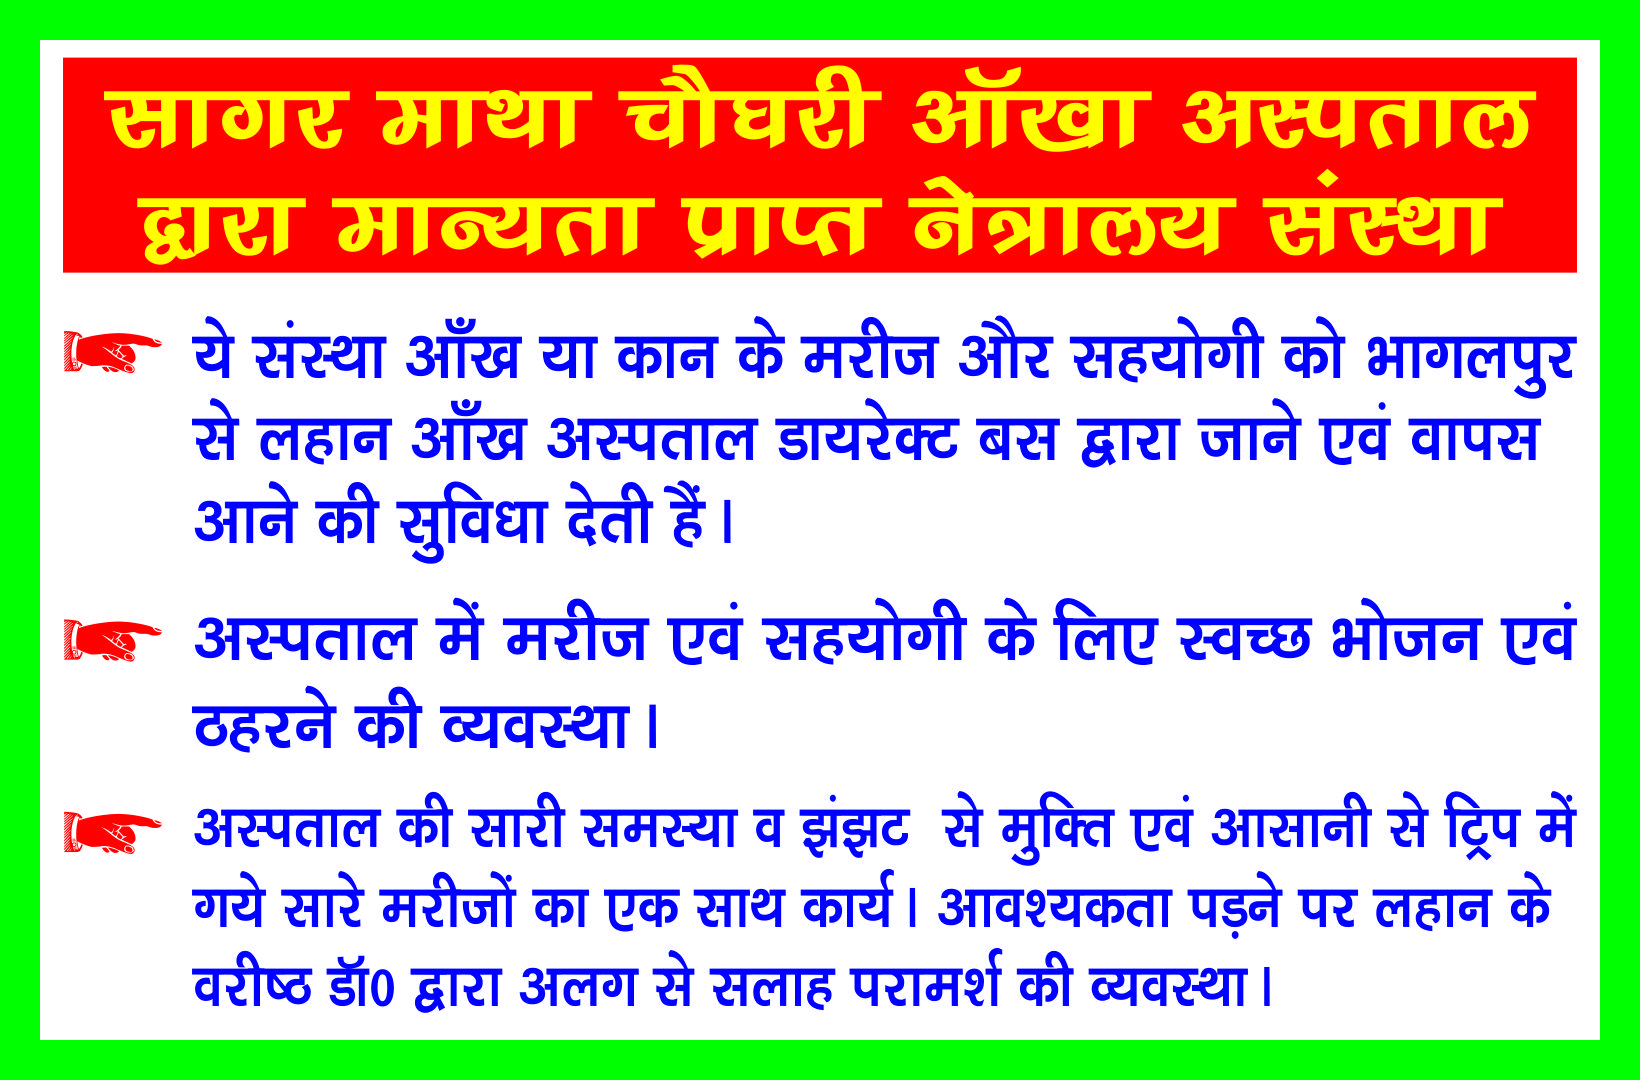 सागर माथा चौघरी ऑखा अस्पताल
द्वारा मान्यता प्राप्त नेत्रालय संस्था
ये संस्था आँख या कान के मरीज और सहयोगी को भागलपुर
से लहान आँख अस्पताल डायरेक्ट बस द्वारा जाने एवं वापस
आने की सुविधा देती हैं।
अस्पताल में मरीज एवं सहयोगी के लिए स्वच्छ भोजन एवं
ठहरने की व्यवस्था।
अस्पताल की सारी समस्या व झंझट से मुक्ति एवं आसानी से ट्रिप में
गये सारे मरीजों का एक साथ कार्य। आवश्यकता पड़ने पर लहान के
वरीष्ठ डॉ0 द्वारा अलग से सलाह परामर्श की व्यवस्था।